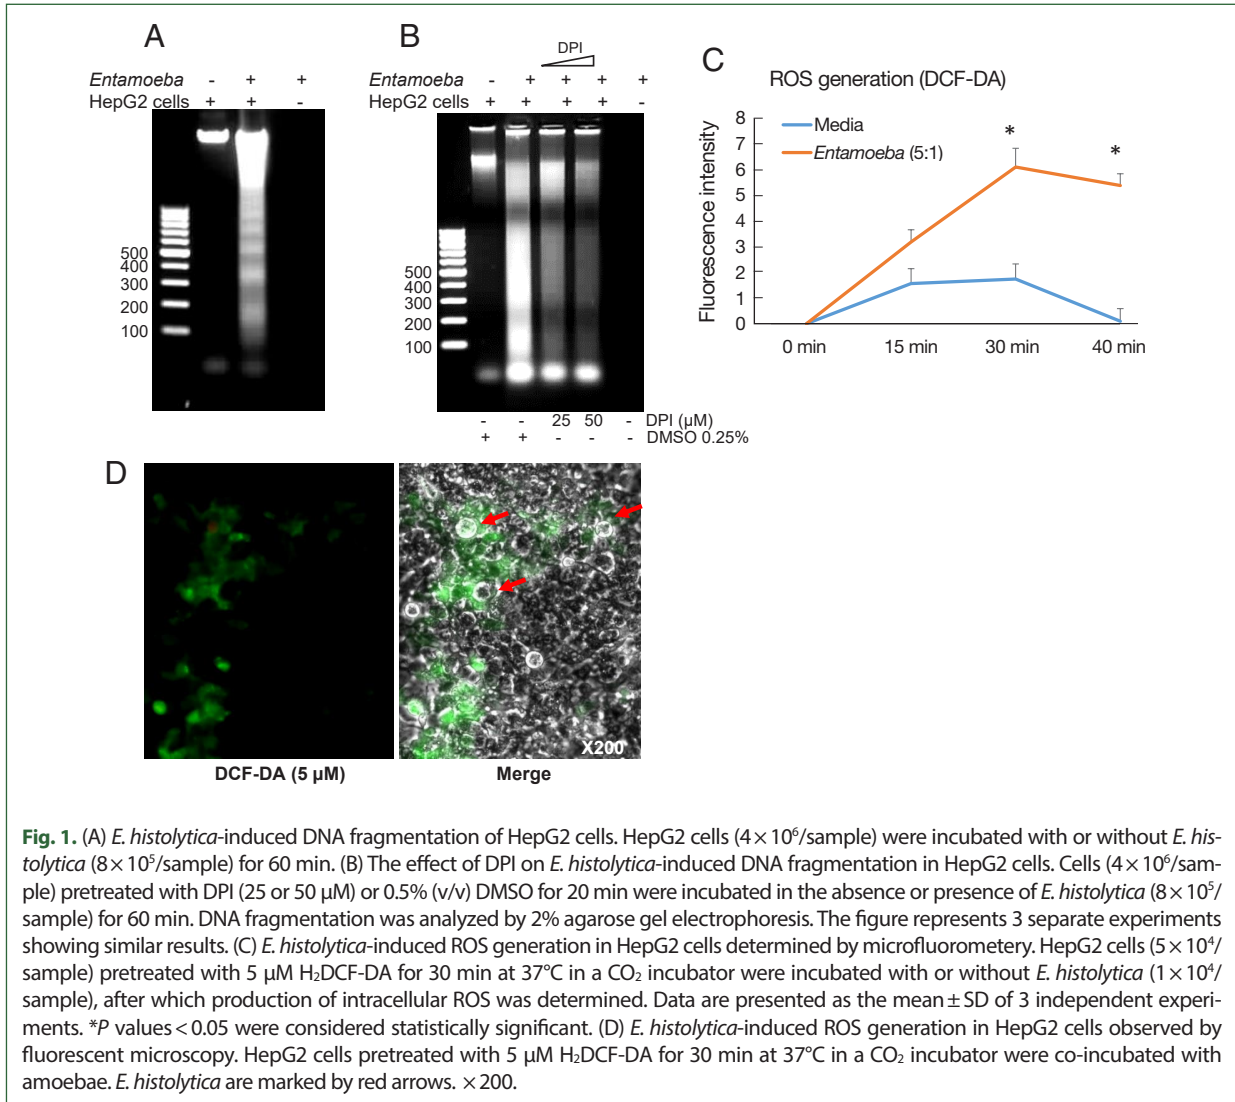 A
Entamoeba - + +
HepG2 cells + + -
500
400
300
200
100
B
DPI
Entamoeba - + + + +
HepG2 cells + + + + -
500
400
300
200
100
- - 25 50 - DPI (µM)
+ + - - - DMSO 0.25%
C
ROS generation (DCF-DA)
Fluorescence intensity
8
7
6
5
4
3
2
1
0
Media
Entamoeba (5:1)
*
*
0 min 15 min 30 min 40 min
D
X200
DCF-DA (5 µM) Merge
Fig. 1. (A) E. histolytica-induced DNA fragmentation of HepG2 cells. HepG2 cells (4×10⁶/sample) were incubated with or without E. his-
tolytica (8×10⁵/sample) for 60 min. (B) The effect of DPI on E. histolytica-induced DNA fragmentation in HepG2 cells. Cells (4×10⁶/sam-
ple) pretreated with DPI (25 or 50 µM) or 0.5% (v/v) DMSO for 20 min were incubated in the absence or presence of E. histolytica (8×10⁵/
sample) for 60 min. DNA fragmentation was analyzed by 2% agarose gel electrophoresis. The figure represents 3 separate experiments
showing similar results. (C) E. histolytica-induced ROS generation in HepG2 cells determined by microfluorometery. HepG2 cells (5×10⁴/
sample) pretreated with 5 µM H₂DCF-DA for 30 min at 37°C in a CO₂ incubator were incubated with or without E. histolytica (1×10⁴/
sample), after which production of intracellular ROS was determined. Data are presented as the mean±SD of 3 independent experi-
ments. *P values<0.05 were considered statistically significant. (D) E. histolytica-induced ROS generation in HepG2 cells observed by
fluorescent microscopy. HepG2 cells pretreated with 5 µM H₂DCF-DA for 30 min at 37°C in a CO₂ incubator were co-incubated with
amoebae. E. histolytica are marked by red arrows. ×200.